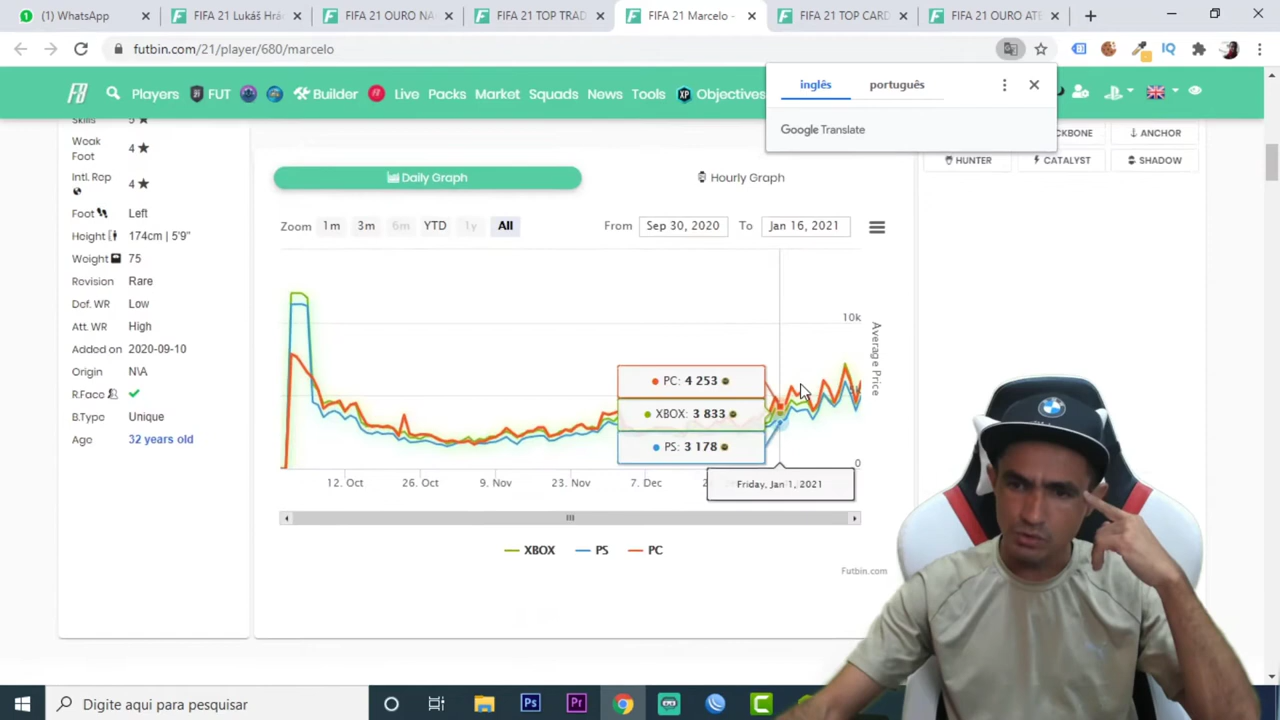 (1) WhatsApp
FIFA 21 Lukáš Hrá
FIFA 21 OURO NA
FIFA 21 TOP TRAD
FIFA 21 Marcelo -
FIFA 21 TOP CARD
FIFA 21 OURO ATE
futbin.com/21/player/680/marcelo
IQ
inglês
português
Google Translate
F8
Players
FUT
Builder
Live
Packs
Market
Squads
News
Tools
XP
Objectives
Skills
5
Weak
Foot
4
Intl. Rep
4
Foot
Left
Height
174cm | 5'9"
Weight
75
Revision
Rare
Def. WR
Low
Att. WR
High
Added on
2020-09-10
Origin
N\A
R.Face
B.Type
Unique
Age
32 years old
Daily Graph
Hourly Graph
Zoom
1m
3m
6m
YTD
1y
All
From
Sep 30, 2020
To
Jan 16, 2021
10k
0
Average Price
PC: 4 253
XBOX: 3 833
PS: 3 178
Friday, Jan 1, 2021
12. Oct
26. Oct
9. Nov
23. Nov
7. Dec
XBOX
PS
PC
Futbin.com
ANCHOR
HUNTER
CATALYST
SHADOW
Digite aqui para pesquisar
Ps
Pr